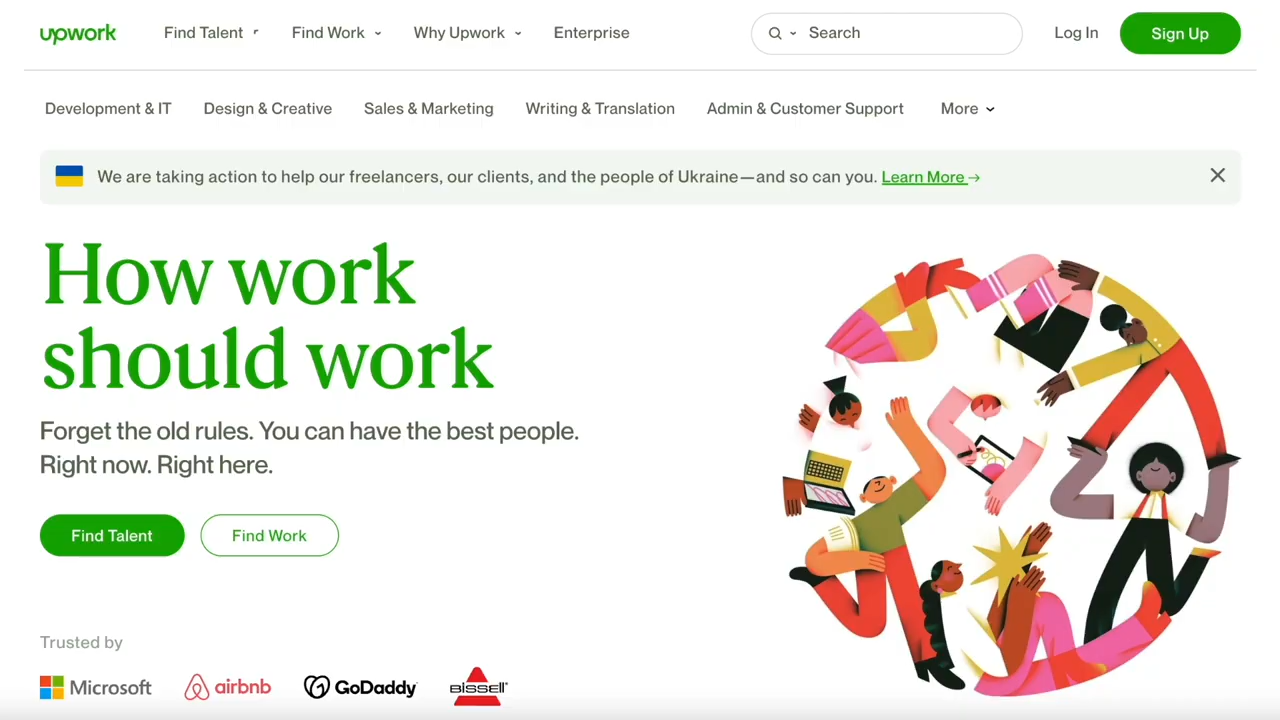 upwork Find Talent Find Work Why Upwork Enterprise Search Log In Sign Up
Development & IT Design & Creative Sales & Marketing Writing & Translation Admin & Customer Support More
We are taking action to help our freelancers, our clients, and the people of Ukraine—and so can you. Learn More →
How work
should work
Forget the old rules. You can have the best people.
Right now. Right here.
Find Talent Find Work
Trusted by
Microsoft airbnb GoDaddy BISSELL